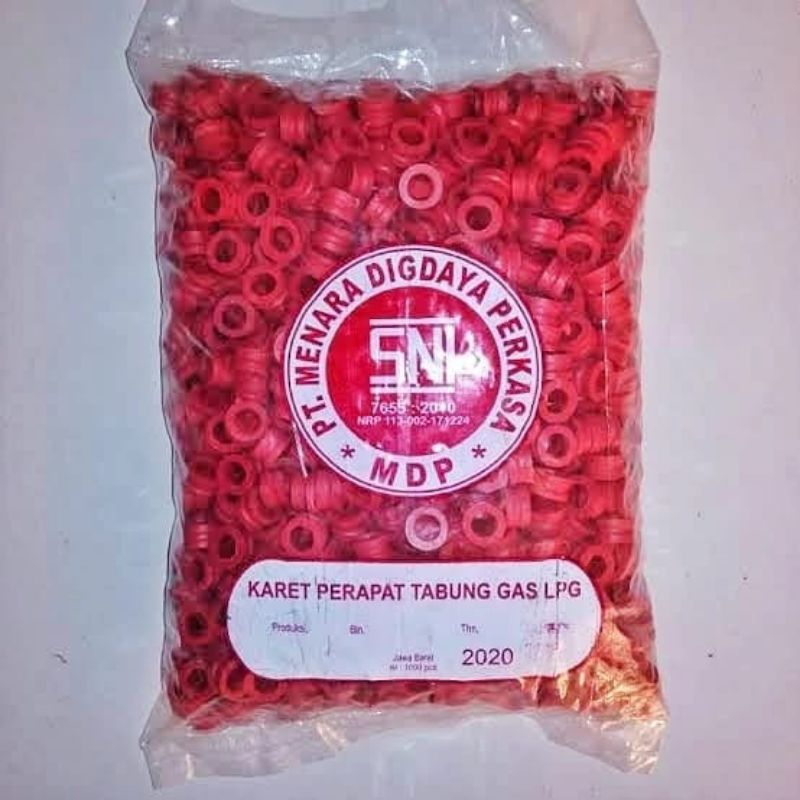 PT. MENARA DIGDAYA PERKASA
SNI
7655 : 2010
NRP 113-002-171224
* MDP *
KARET PERAPAT TABUNG GAS LPG
Produksi, Bln. Thn,
Jawa Barat 2020
1000 pcs